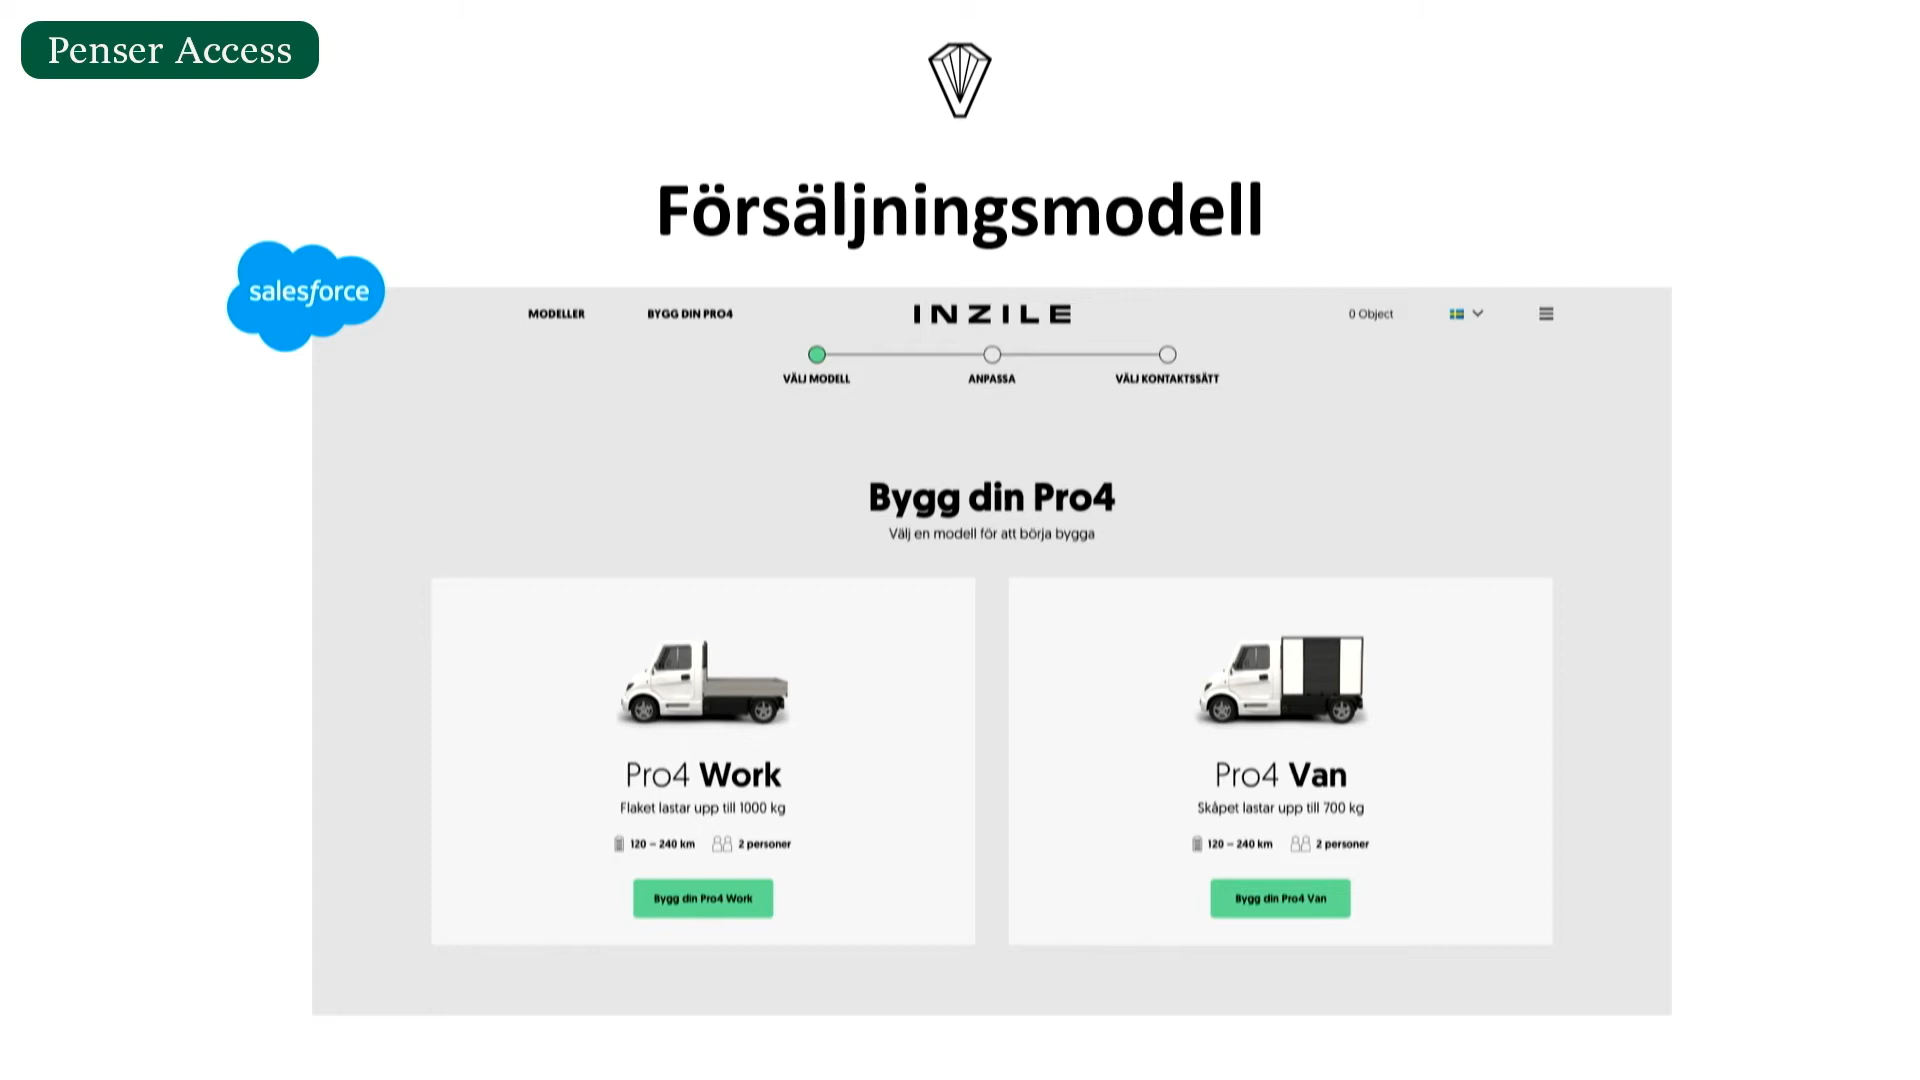 Penser Access
Försäljningsmodell
salesforce
MODELLER
BYGG DIN PRO4
INZILE
0 Object
VÄLJ MODELL
ANPASSA
VÄLJ KONTAKTSSÄTT
Bygg din Pro4
Välj en modell för att börja bygga
Pro4 Work
Flaket lastar upp till 1000 kg
120 – 240 km
2 personer
Bygg din Pro4 Work
Pro4 Van
Skåpet lastar upp till 700 kg
120 – 240 km
2 personer
Bygg din Pro4 Van